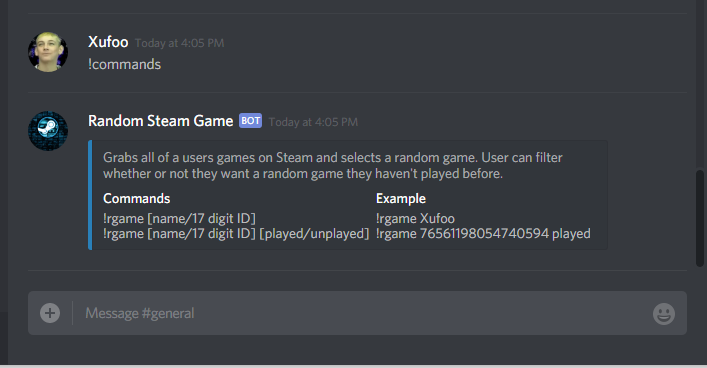 Xufoo Today at 4:05 PM
!commands
Random Steam Game BOT Today at 4:05 PM
Grabs all of a users games on Steam and selects a random game. User can filter
whether or not they want a random game they haven't played before.
Commands Example
!rgame [name/17 digit ID] !rgame Xufoo
!rgame [name/17 digit ID] [played/unplayed] !rgame 76561198054740594 played
Message #general